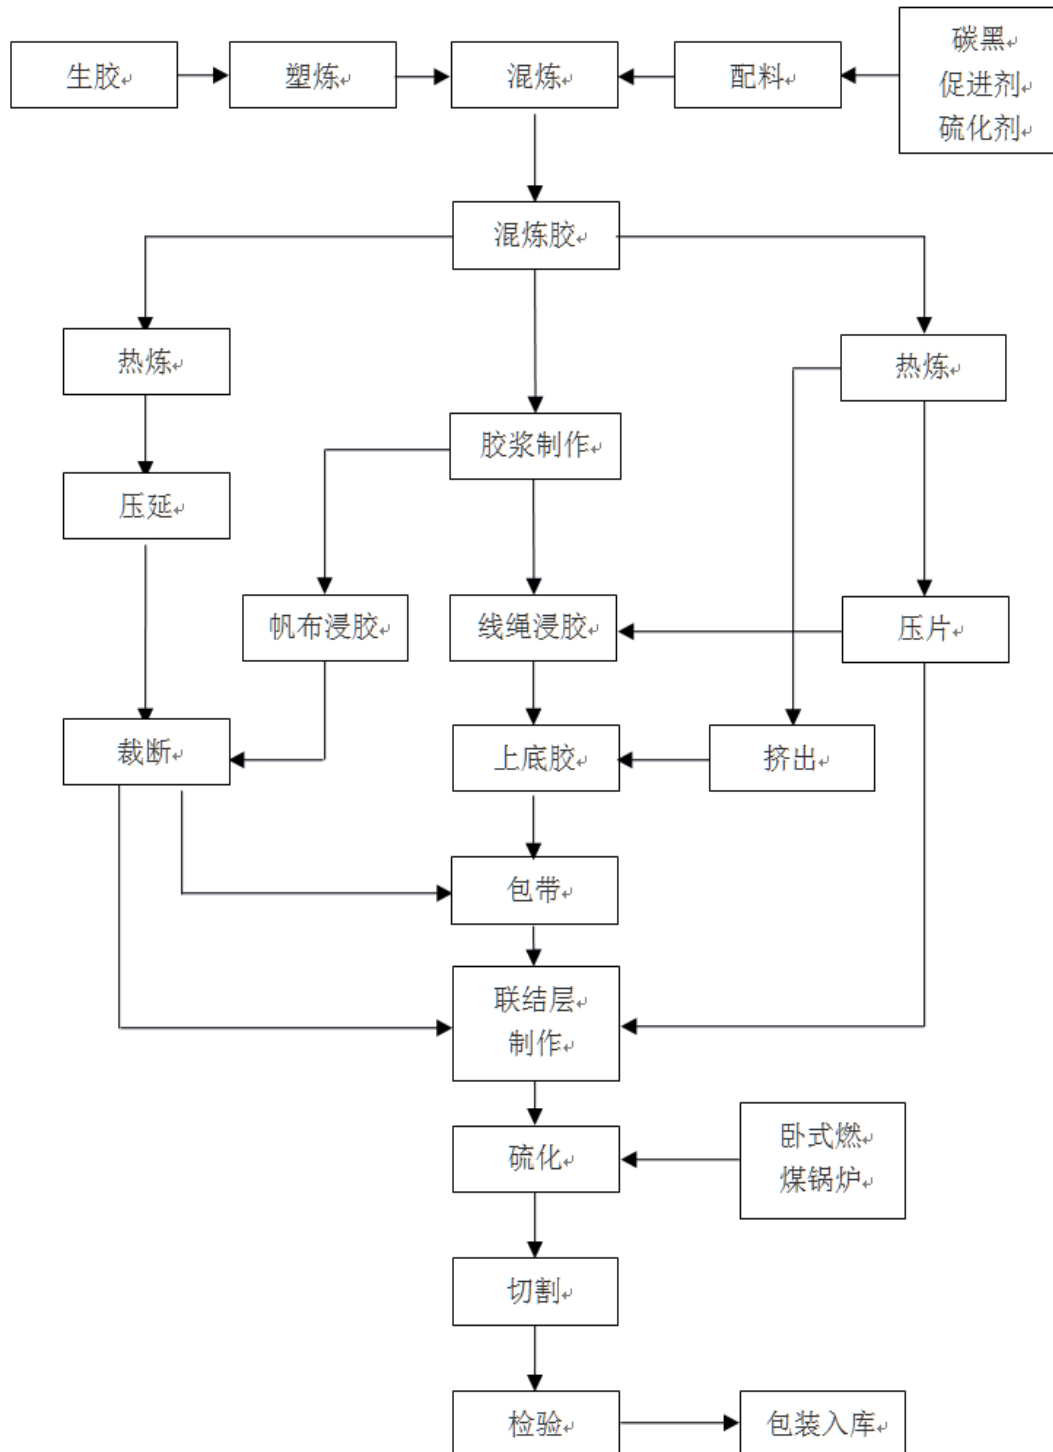 生胶
塑炼
混炼
配料
碳黑
促进剂
硫化剂
混炼胶
热炼
热炼
胶浆制作
压延
帆布浸胶
线绳浸胶
压片
裁断
上底胶
挤出
包带
联结层
制作
硫化
卧式燃
煤锅炉
切割
检验
包装入库